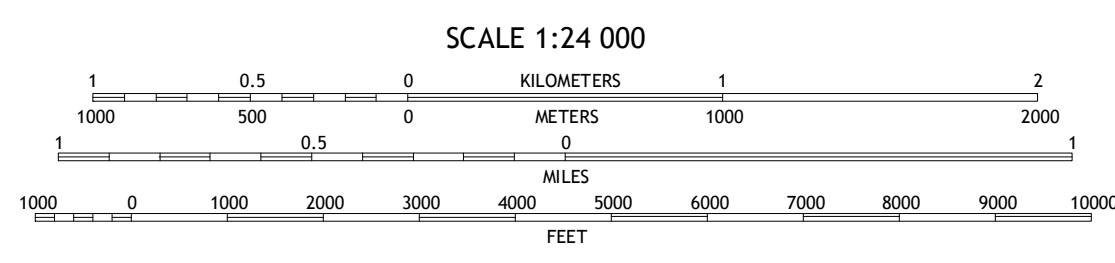 SCALE 1:24 000
1 0.5 0 KILOMETERS 1 2
1000 500 0 METERS 1000 2000
1 0.5 0 1
MILES
1000 0 1000 2000 3000 4000 5000 6000 7000 8000 9000 10000
FEET